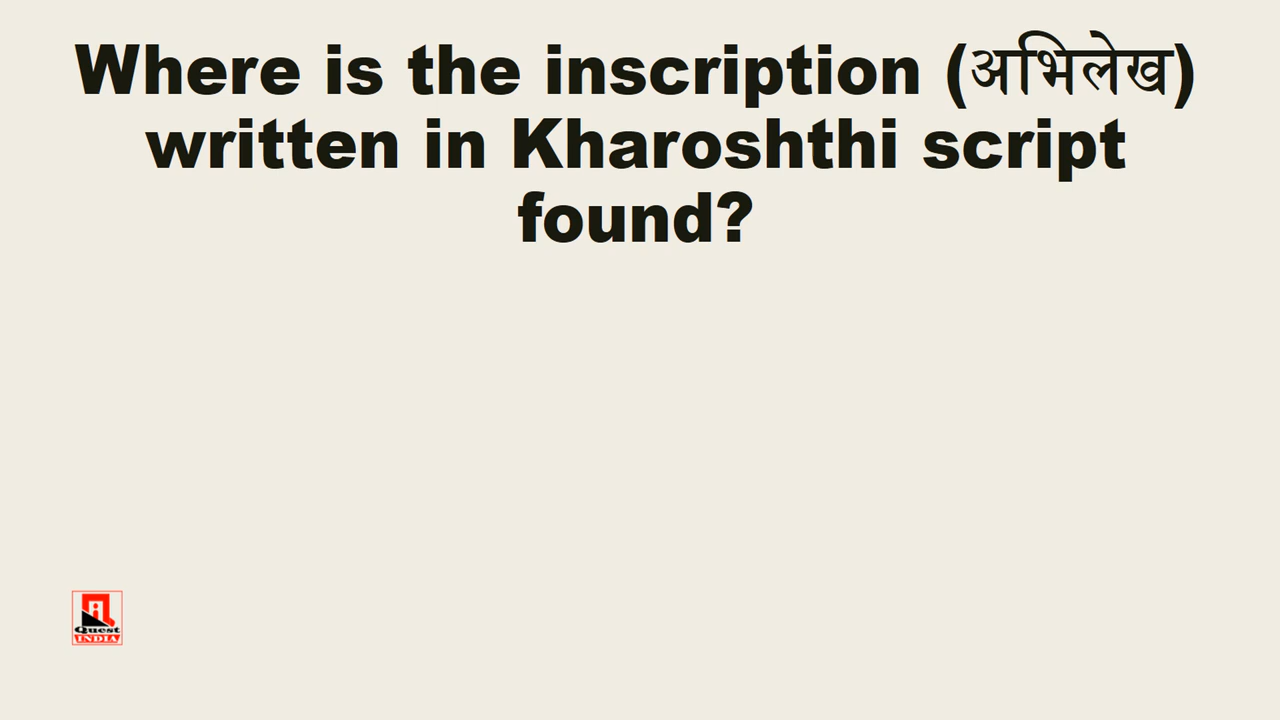 Where is the inscription (अभिलेख)
written in Kharoshthi script
found?
Quest
INDIA